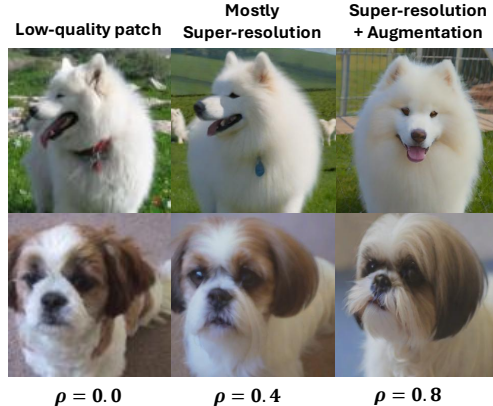 Low-quality patch
Mostly
Super-resolution
Super-resolution
+ Augmentation
ρ = 0.0
ρ = 0.4
ρ = 0.8